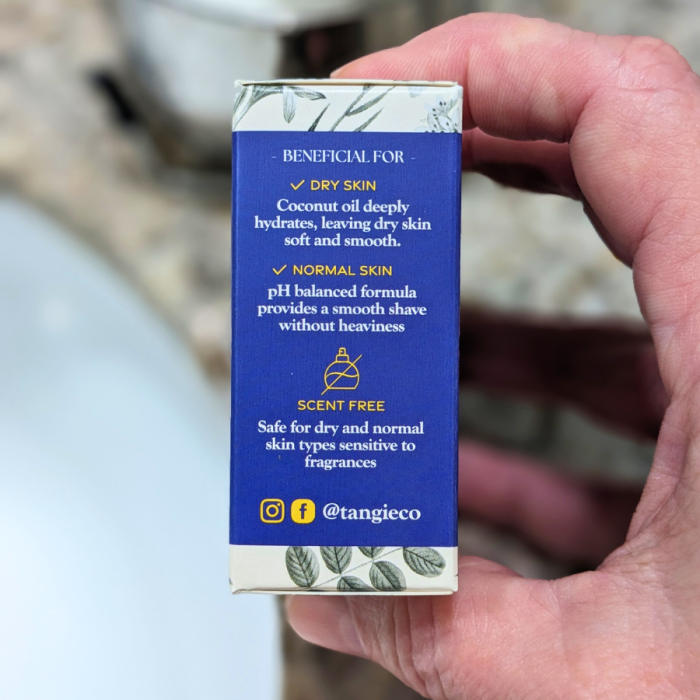 - BENEFICIAL FOR -
✓ DRY SKIN
Coconut oil deeply
hydrates, leaving dry skin
soft and smooth.
✓ NORMAL SKIN
pH balanced formula
provides a smooth shave
without heaviness
SCENT FREE
Safe for dry and normal
skin types sensitive to
fragrances
@tangieco